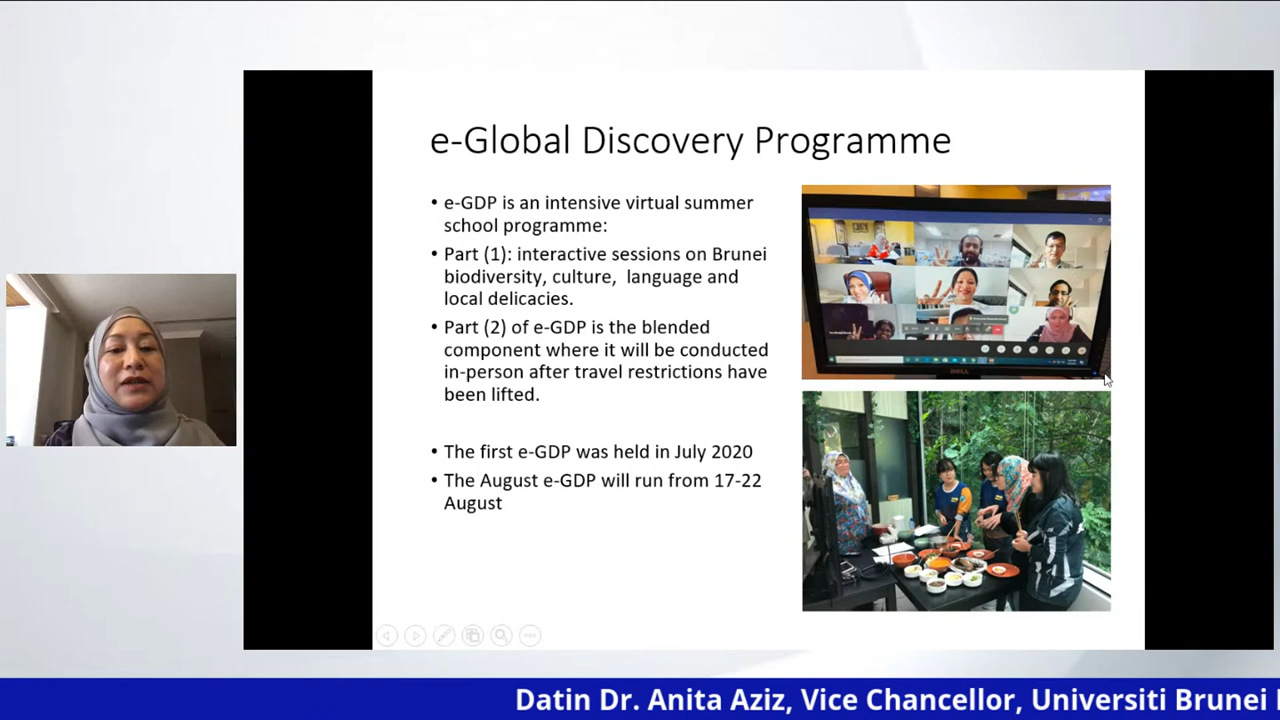 e-Global Discovery Programme
• e-GDP is an intensive virtual summer
school programme:
• Part (1): interactive sessions on Brunei
biodiversity, culture,  language and
local delicacies.
• Part (2) of e-GDP is the blended
component where it will be conducted
in-person after travel restrictions have
been lifted.
• The first e-GDP was held in July 2020
• The August e-GDP will run from 17-22
August
DELL
Datin Dr. Anita Aziz, Vice Chancellor, Universiti Brunei